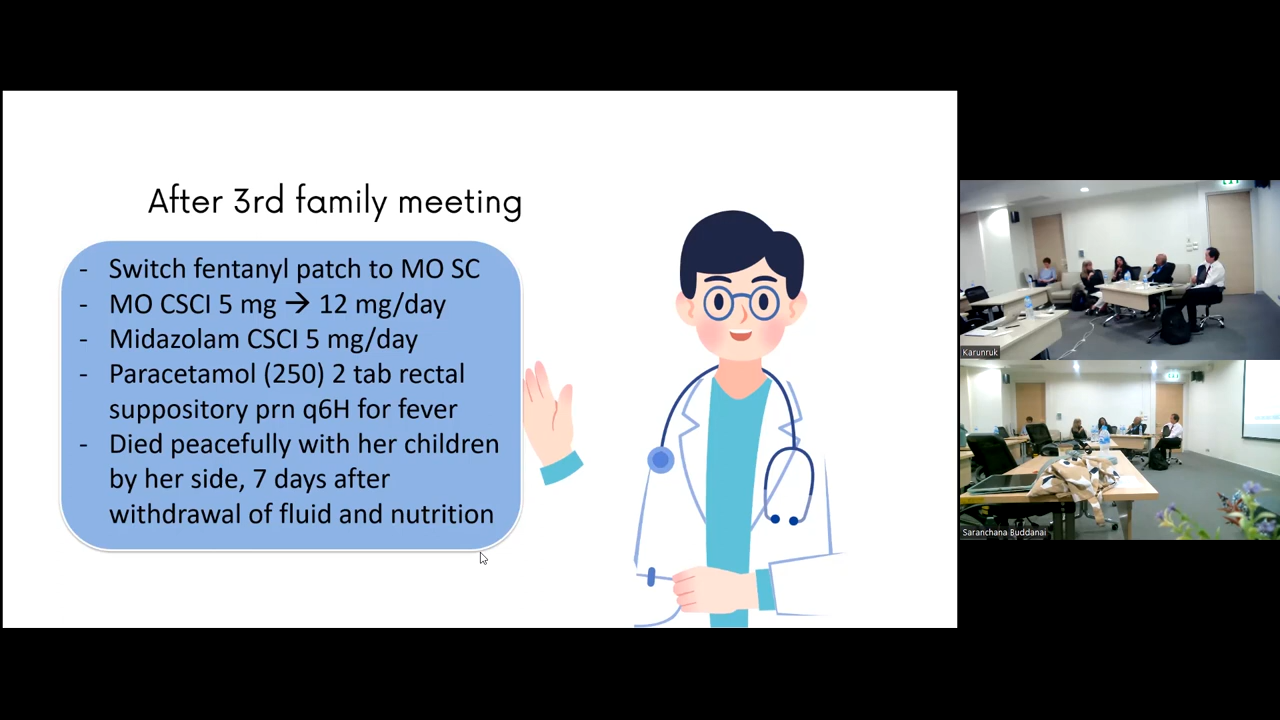 After 3rd family meeting
- Switch fentanyl patch to MO SC
- MO CSCI 5 mg → 12 mg/day
- Midazolam CSCI 5 mg/day
- Paracetamol (250) 2 tab rectal
suppository prn q6H for fever
- Died peacefully with her children
by her side, 7 days after
withdrawal of fluid and nutrition
Karunruk
Saranchana Buddanai